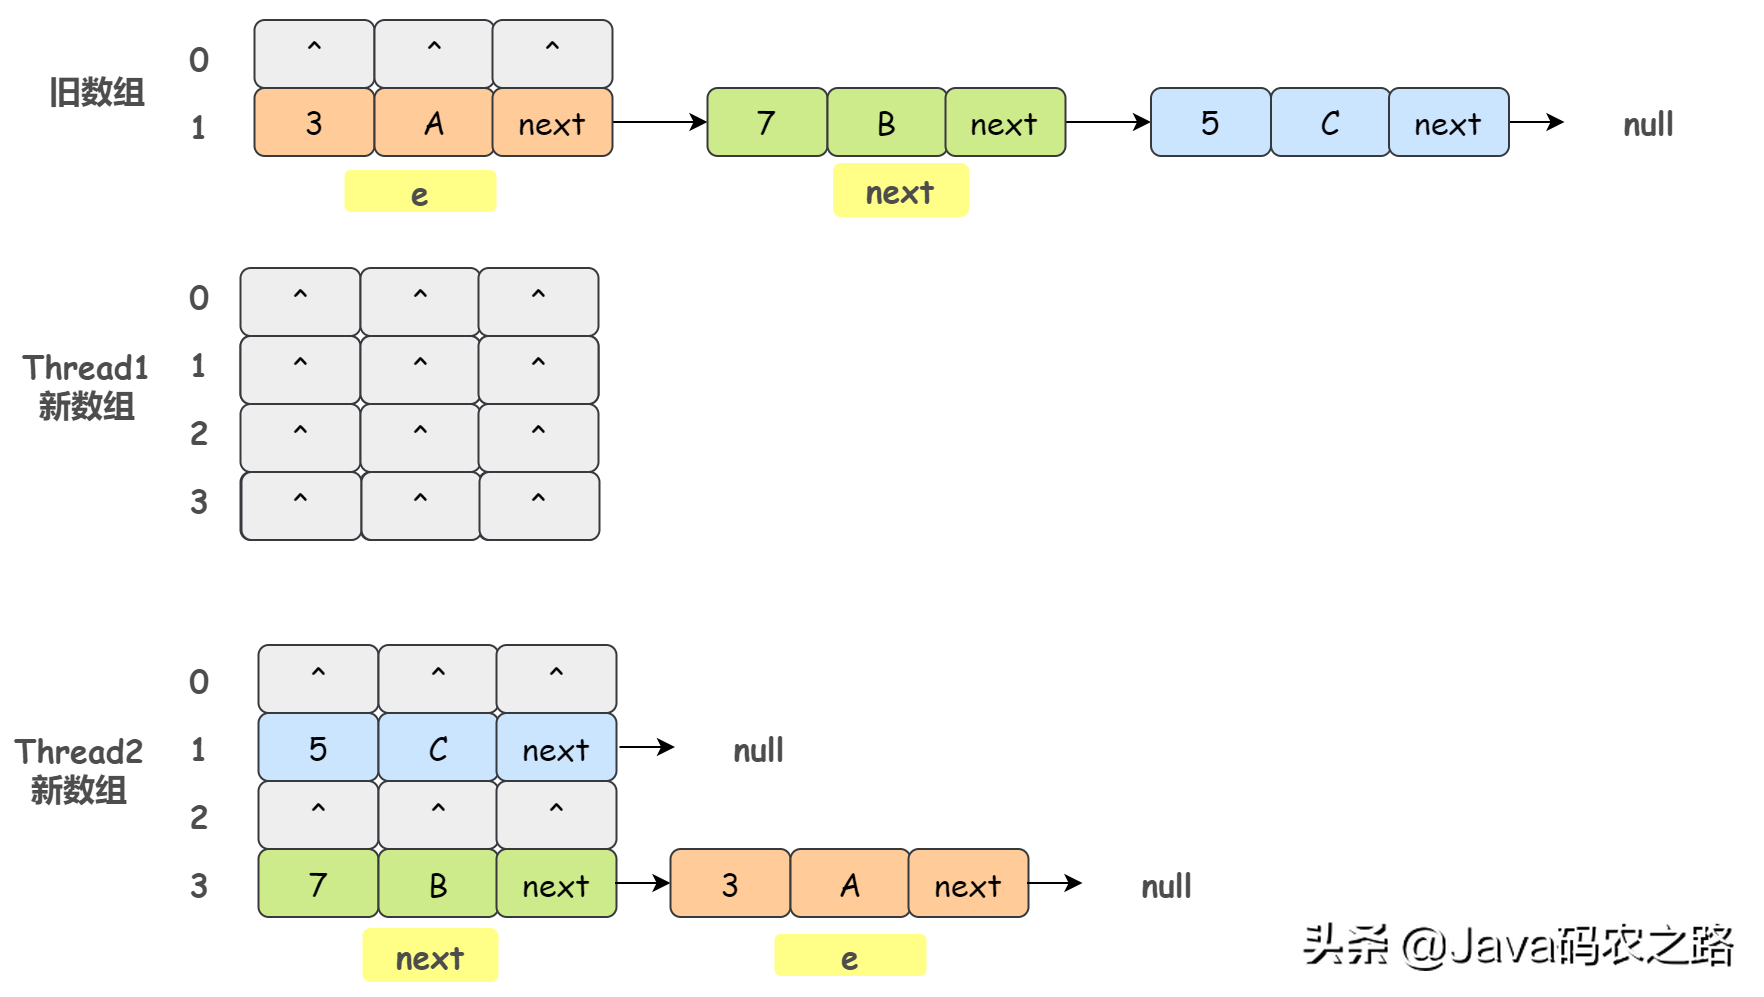 旧数组
0 ^ ^ ^
1 3 A next 7 B next 5 C next null
e next
Thread1
新数组
0 ^ ^ ^
1 ^ ^ ^
2 ^ ^ ^
3 ^ ^ ^
Thread2
新数组
0 ^ ^ ^
1 5 C next null
2 ^ ^ ^
3 7 B next 3 A next null
next e
头条 @Java码农之路